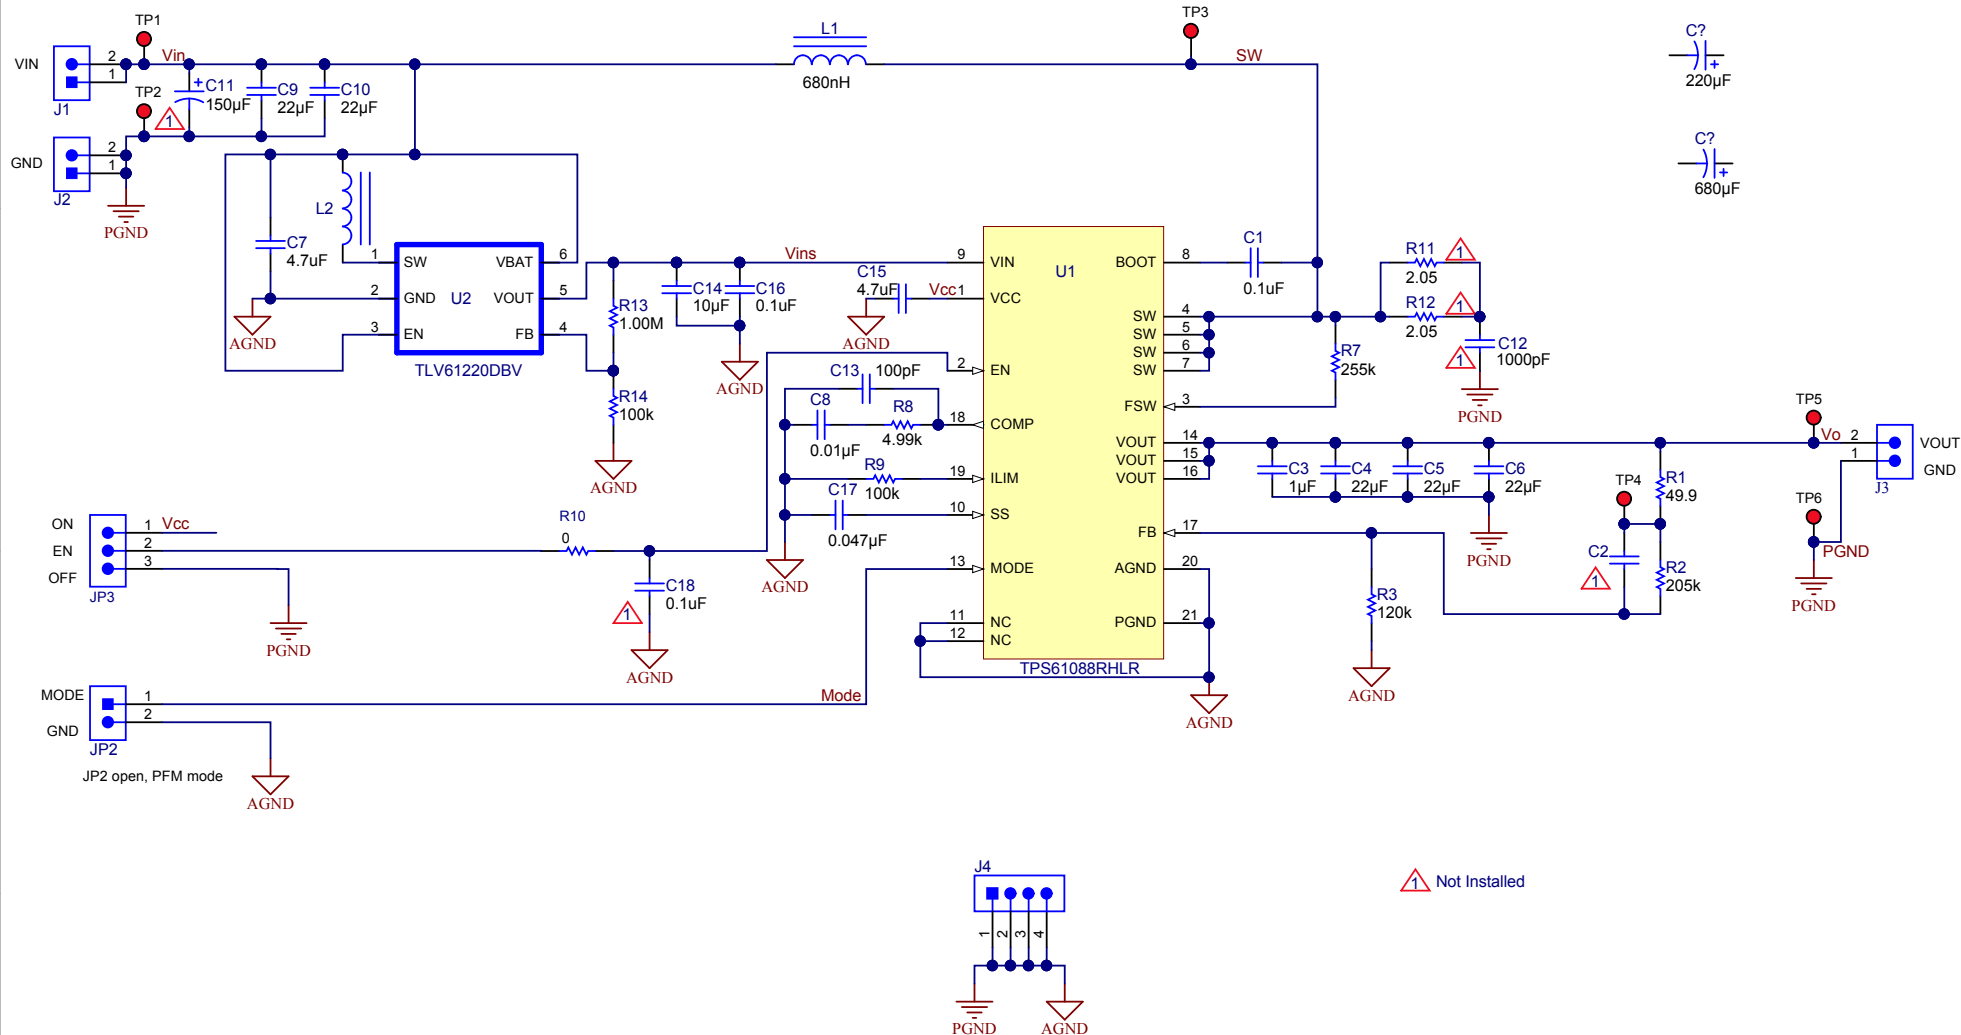 TP1
VIN
2
1
Vin
J1
TP2
C11
150µF
+
1
C9
22µF
C10
22µF
L1
680nH
TP3
SW
C?
220µF
+
C?
680µF
+
GND
2
1
J2
PGND
L2
C7
4.7uF
AGND
1
2
3
SW
GND
EN
U2
VBAT
VOUT
FB
6
5
4
TLV61220DBV
R13
1.00M
R14
100k
AGND
C14
10µF
C16
0.1uF
AGND
Vins
C15
4.7uF
Vcc
AGND
C13
100pF
C8
0.01µF
R8
4.99k
R9
100k
C17
0.047µF
AGND
9
VIN
1
VCC
2
EN
18
COMP
19
ILIM
10
SS
13
MODE
11
NC
12
NC
U1
BOOT
8
SW
4
SW
5
SW
6
SW
7
FSW
3
VOUT
14
VOUT
15
VOUT
16
FB
17
AGND
20
PGND
21
TPS61088RHLR
AGND
C1
0.1uF
R7
255k
R11
2.05
1
R12
2.05
1
C12
1000pF
1
PGND
C3
1µF
C4
22µF
C5
22µF
C6
22µF
PGND
R3
120k
AGND
TP4
C2
1
R1
49.9
R2
205k
TP5
Vo
2
1
VOUT
GND
J3
TP6
PGND
PGND
ON
EN
OFF
1
2
3
Vcc
JP3
PGND
R10
0
C18
0.1uF
1
AGND
MODE
GND
1
2
JP2
Mode
JP2 open, PFM mode
AGND
J4
1
2
3
4
PGND
AGND
1
Not Installed